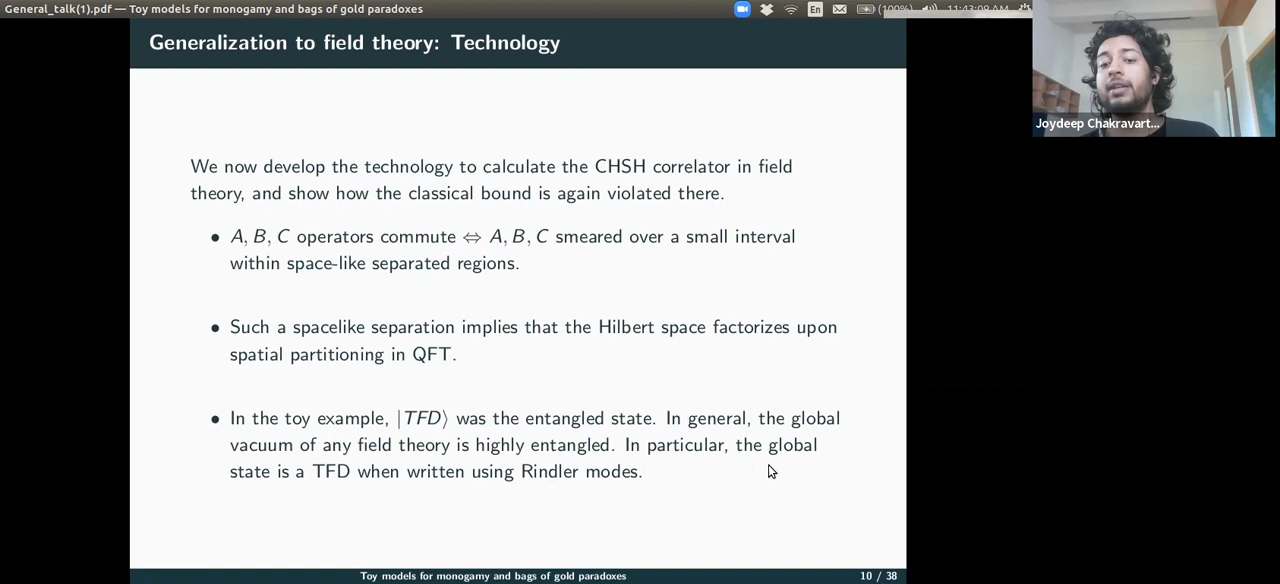 General_talk(1).pdf — Toy models for monogamy and bags of gold paradoxes
En
(100%)
11:43:09 AM
Generalization to field theory: Technology
Joydeep Chakravart...
We now develop the technology to calculate the CHSH correlator in field
theory, and show how the classical bound is again violated there.
• A, B, C operators commute ⇔ A, B, C smeared over a small interval
within space-like separated regions.
• Such a spacelike separation implies that the Hilbert space factorizes upon
spatial partitioning in QFT.
• In the toy example, |TFD⟩ was the entangled state. In general, the global
vacuum of any field theory is highly entangled. In particular, the global
state is a TFD when written using Rindler modes.
Toy models for monogamy and bags of gold paradoxes
10 / 38